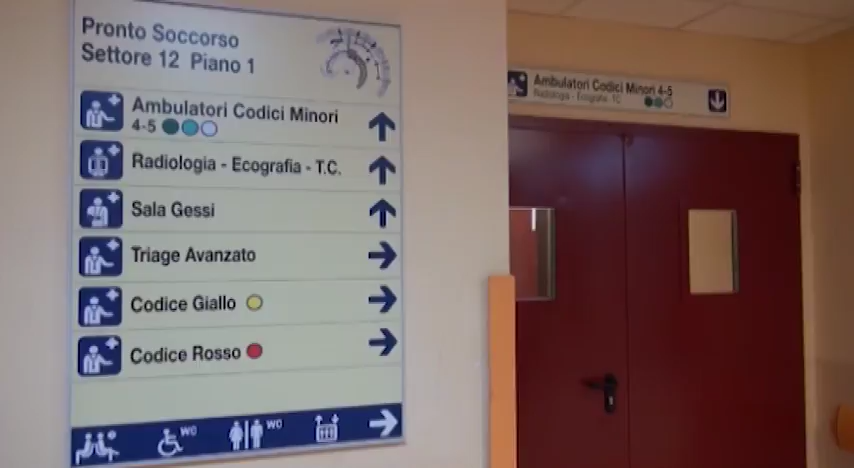 Pronto Soccorso
Settore 12 Piano 1
Ambulatori Codici Minori
4-5
Radiologia - Ecografia - T.C.
Sala Gessi
Triage Avanzato
Codice Giallo
Codice Rosso
WC
WC
Ambulatori Codici Minori 4-5
Radiologia - Ecografia - T.C.